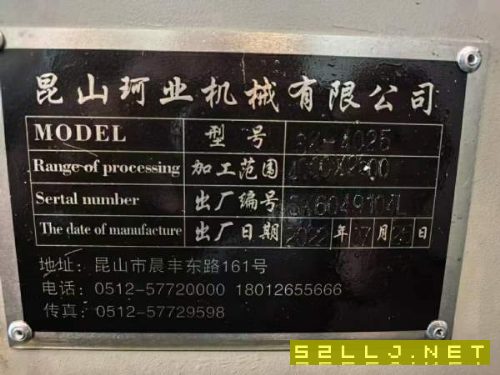 昆山珂业机械有限公司
MODEL 型号
Range of processing 加工范围
Serial number 出厂编号
The date of manufacture 出厂日期 2022 年 月 日
地址: 昆山市晨丰东路161号
电话: 0512-57720000 18012655666
传真: 0512-57729598
52LLJ.NET